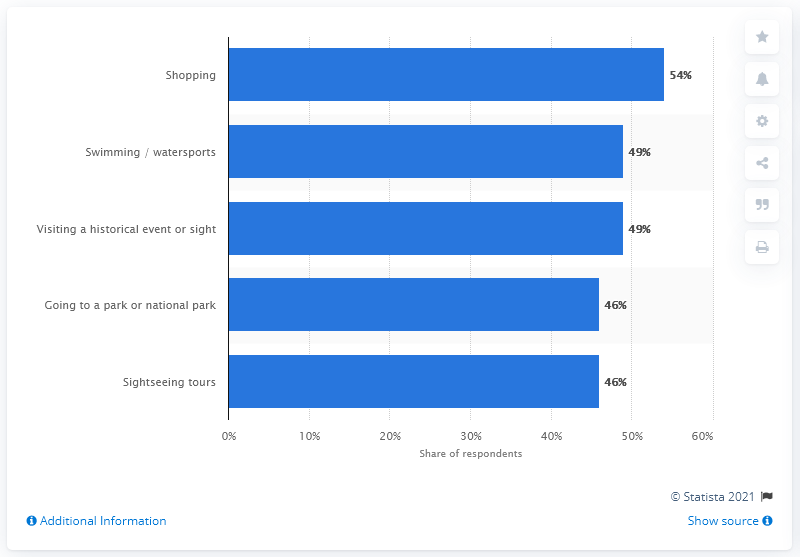 Shopping
54%
Swimming / watersports
49%
Visiting a historical event or sight
49%
Going to a park or national park
46%
Sightseeing tours
46%
0% 10% 20% 30% 40% 50% 60%
Share of respondents
© Statista 2021
Additional Information
Show source